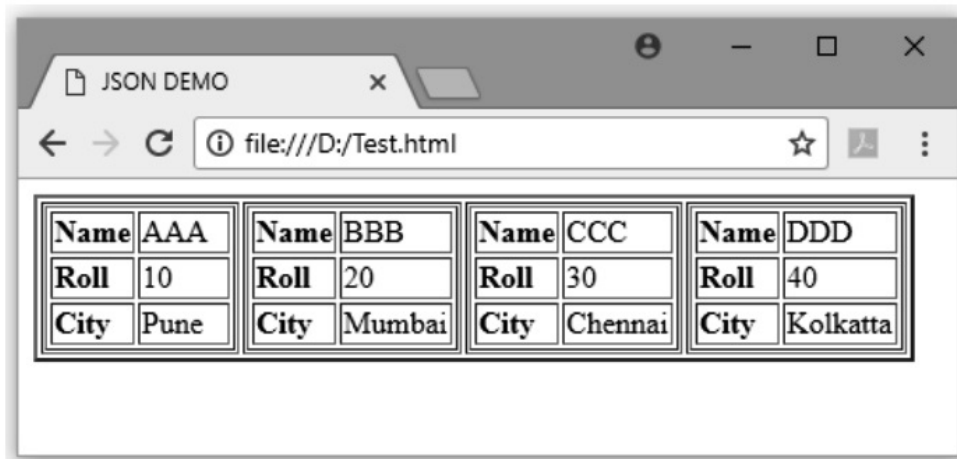 JSON DEMO
file:///D:/Test.html
Name AAA Name BBB Name CCC Name DDD
Roll 10 Roll 20 Roll 30 Roll 40
City Pune City Mumbai City Chennai City Kolkatta